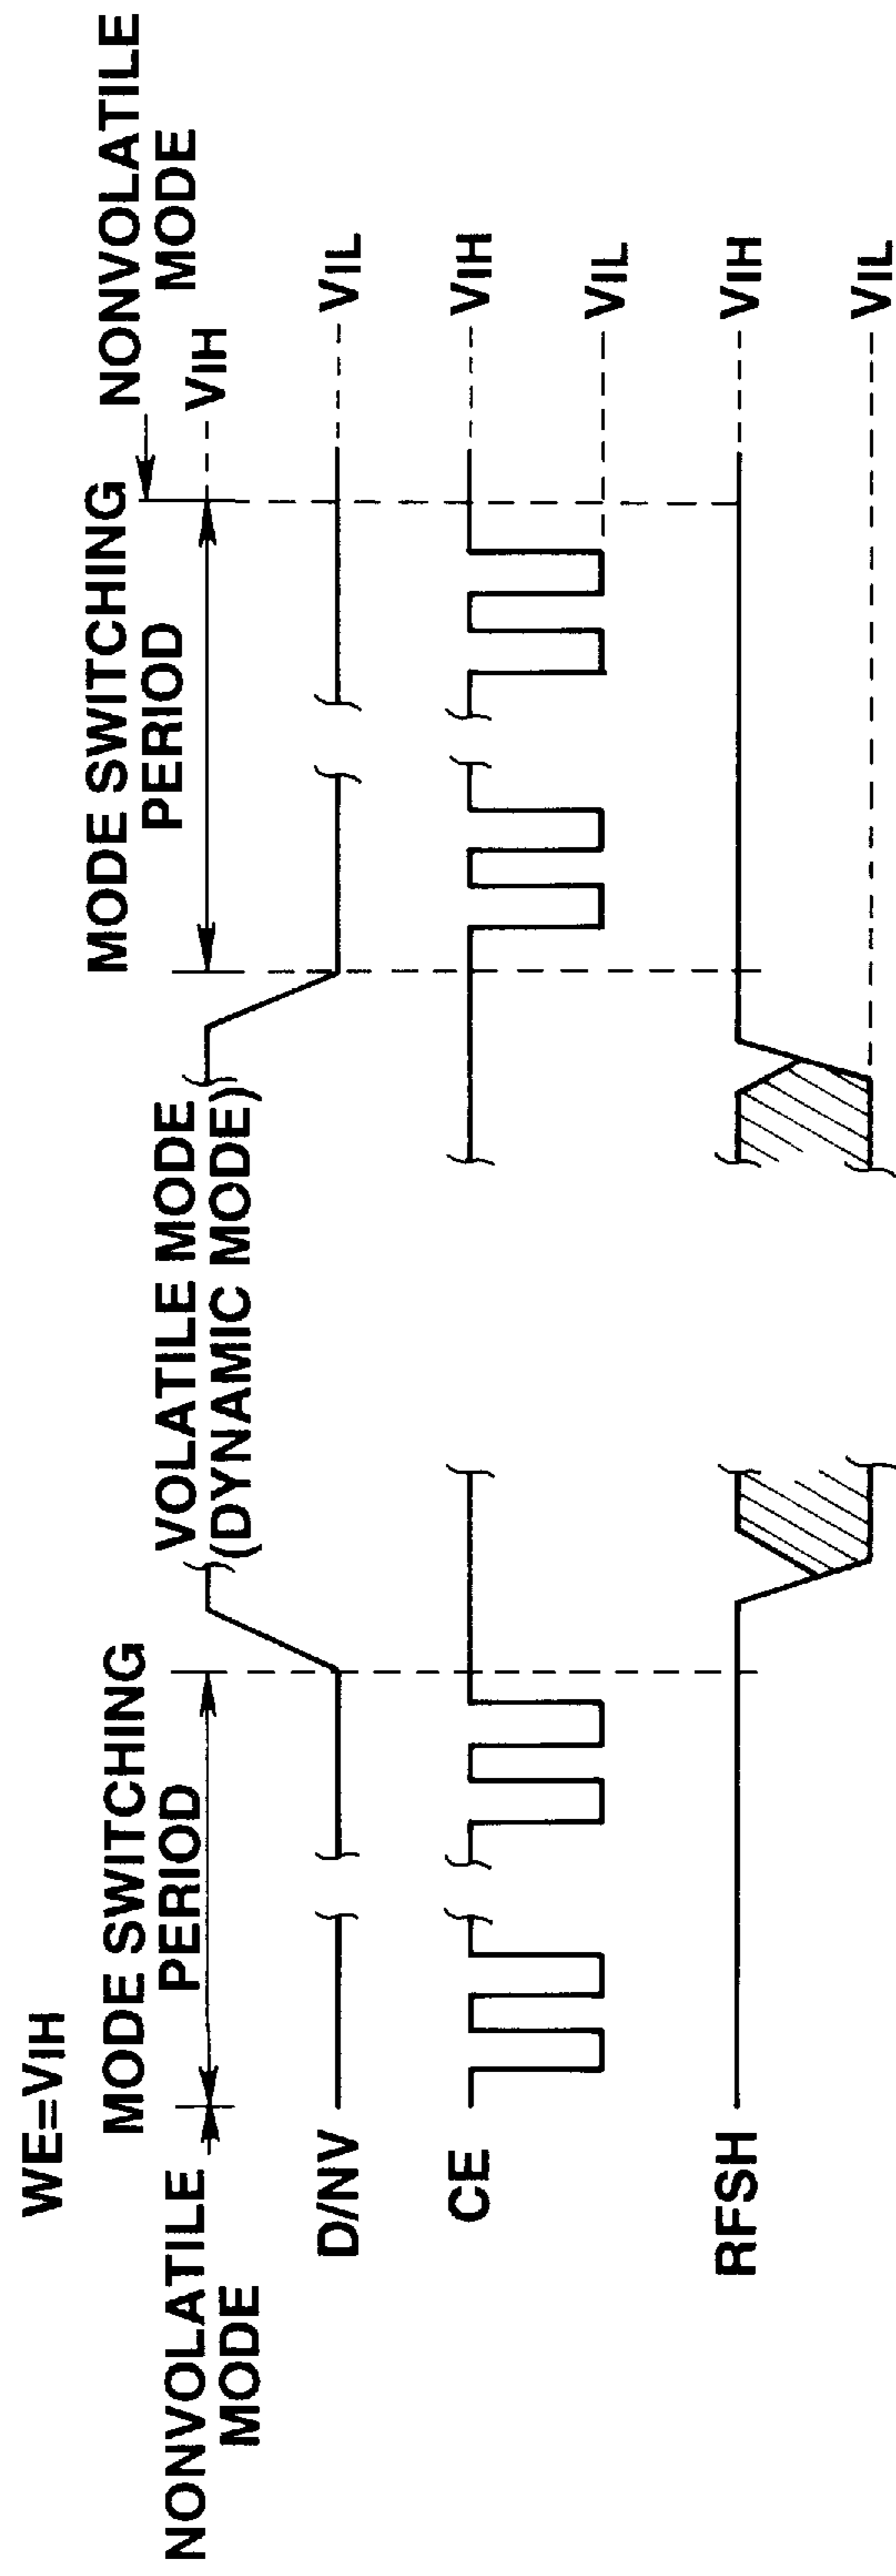 WE=VIH
NONVOLATILE
MODE
MODE SWITCHING
PERIOD
VOLATILE MODE
(DYNAMIC MODE)
MODE SWITCHING
PERIOD
NONVOLATILE
MODE
VIH
D/NV
VIL
CE
VIH
VIL
RFSH
VIH
VIL